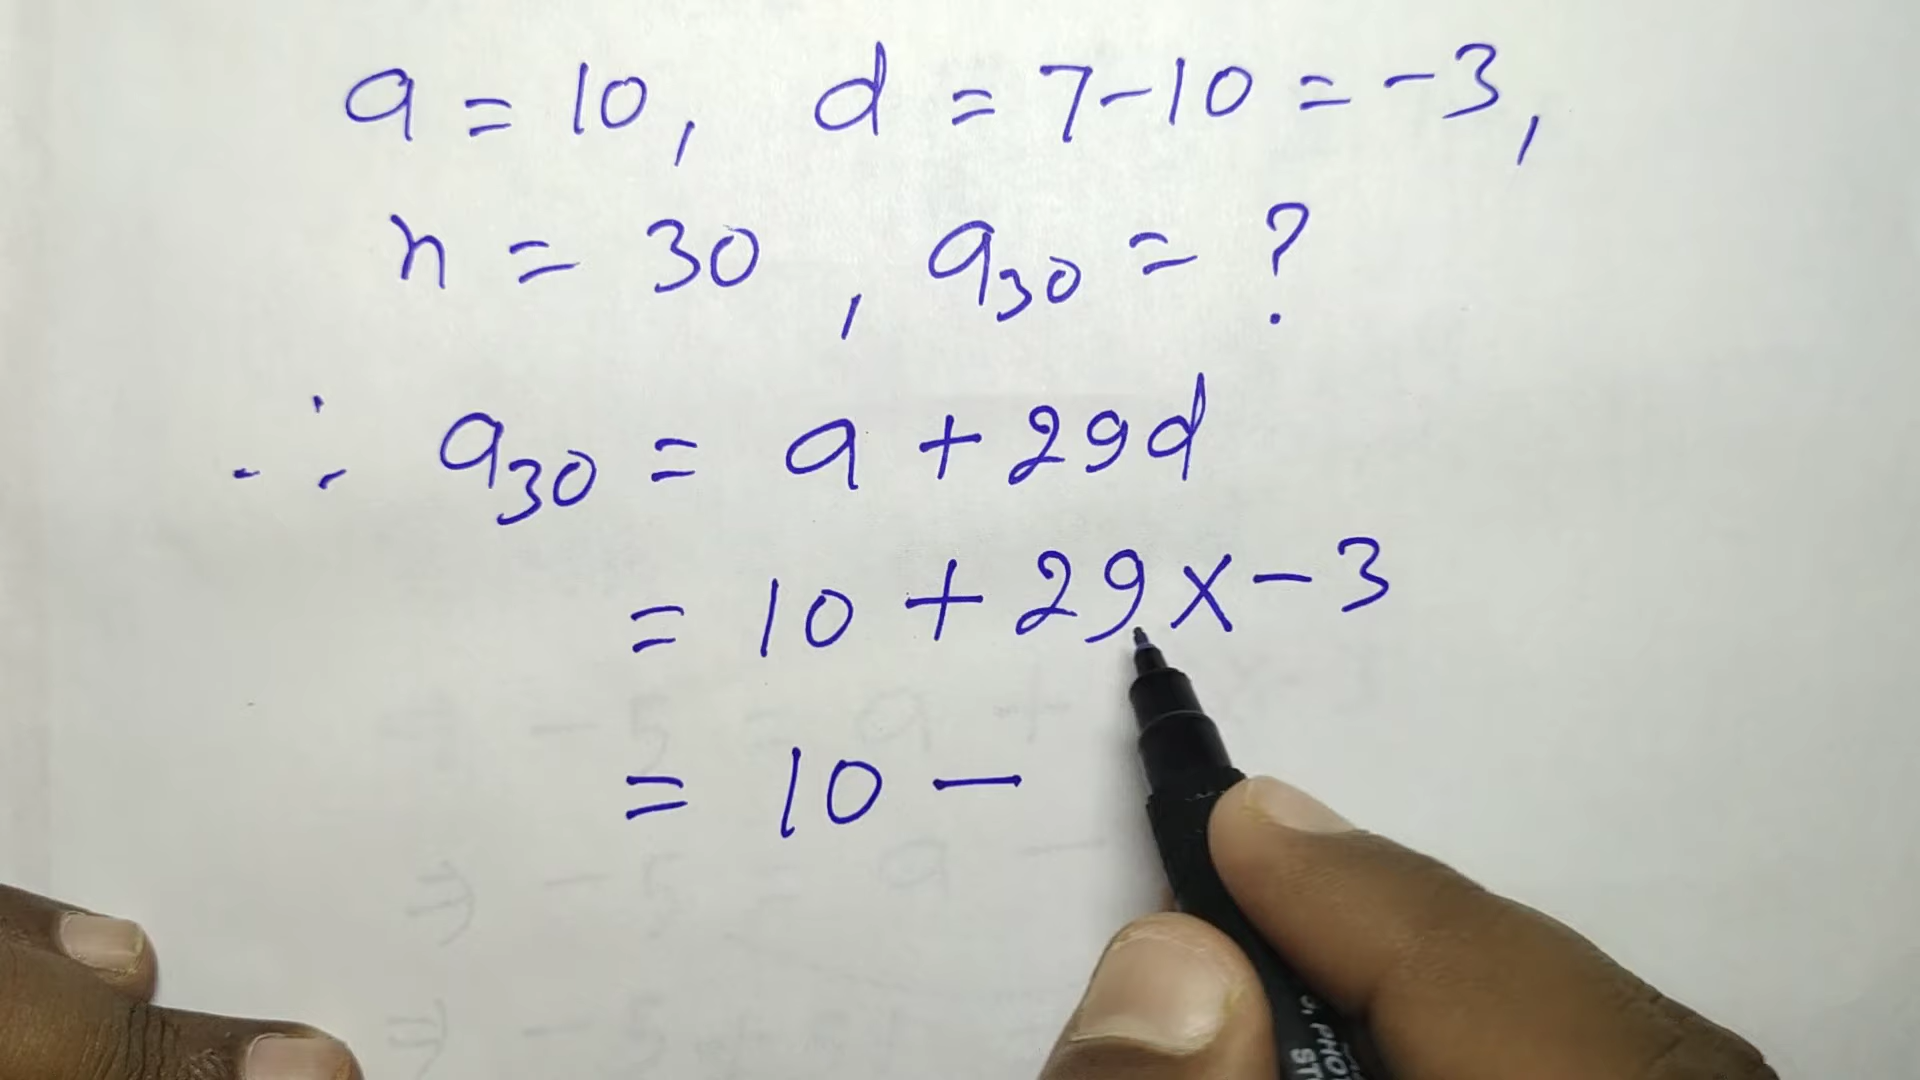 a = 10, d = 7-10 = -3,
n = 30, a₃₀ = ?
∴ a₃₀ = a + 29d
= 10 + 29 × -3
= 10 -